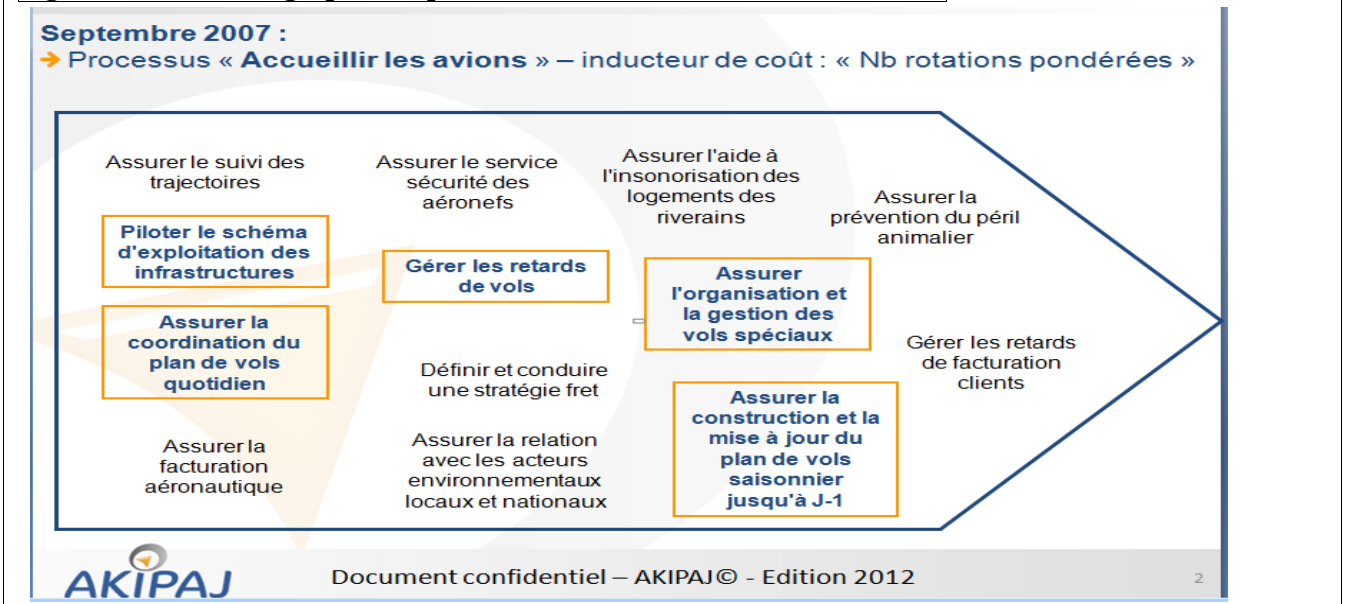 Septembre 2007 :
➔ Processus « Accueillir les avions » – inducteur de coût : « Nb rotations pondérées »
Assurer le suivi des
trajectoires
Assurer le service
sécurité des
aéronefs
Assurer l'aide à
l'insonorisation des
logements des
riverains
Assurer la
prévention du péril
animalier
Piloter le schéma
d'exploitation des
infrastructures
Gérer les retards
de vols
Assurer
l'organisation et
la gestion des
vols spéciaux
Assurer la
coordination du
plan de vols
quotidien
Définir et conduire
une stratégie fret
Gérer les retards
de facturation
clients
Assurer la
facturation
aéronautique
Assurer la relation
avec les acteurs
environnementaux
locaux et nationaux
Assurer la
construction et la
mise à jour du
plan de vols
saisonnier
jusqu'à J-1
AKIPAJ
Document confidentiel – AKIPAJ© - Edition 2012
2